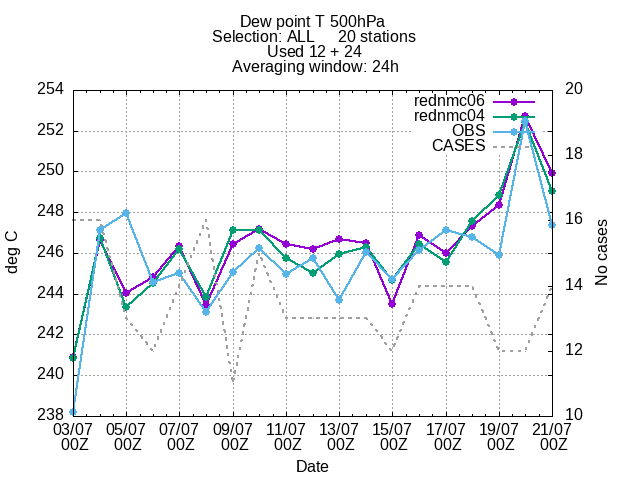 Dew point T 500hPa
Selection: ALL 20 stations
Used 12 + 24
Averaging window: 24h
rednmc06
rednmc04
OBS
CASES
deg C
254
252
250
248
246
244
242
240
238
20
18
16
14
12
10
No cases
03/07 05/07 07/07 09/07 11/07 13/07 15/07 17/07 19/07 21/07
00Z 00Z 00Z 00Z 00Z 00Z 00Z 00Z 00Z 00Z
Date